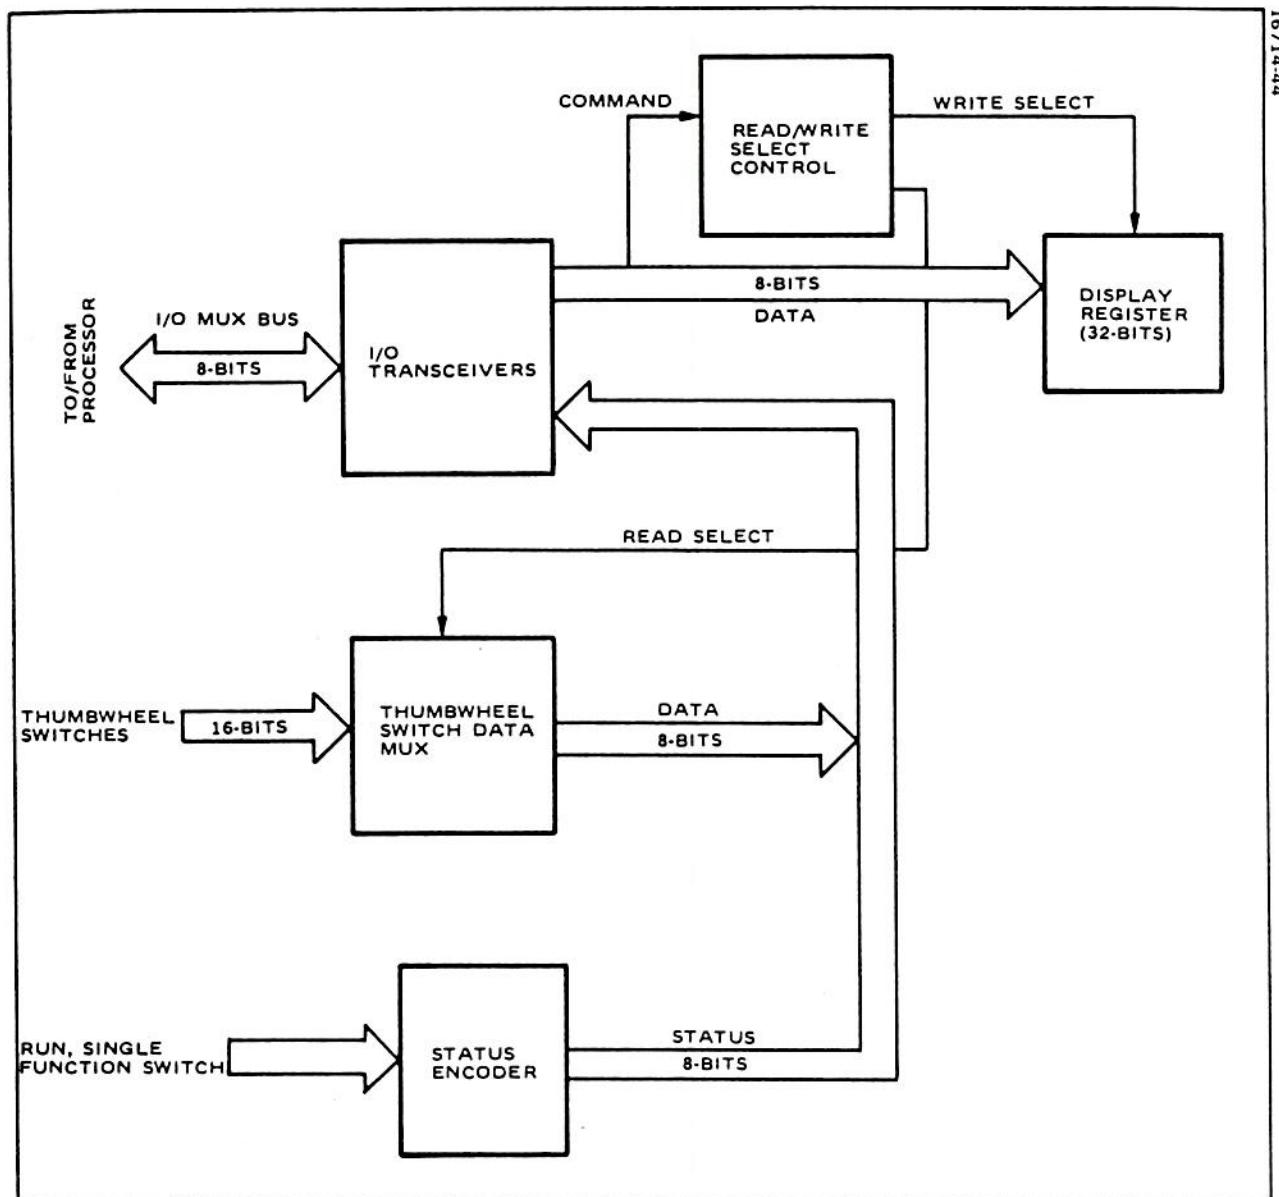 16714-44
COMMAND
WRITE SELECT
READ/WRITE
SELECT
CONTROL
8-BITS
DATA
DISPLAY
REGISTER
(32-BITS)
I/O MUX BUS
8-BITS
TO/FROM
PROCESSOR
I/O
TRANSCEIVERS
READ SELECT
THUMBWHEEL
SWITCHES
16-BITS
THUMBWHEEL
SWITCH DATA
MUX
DATA
8-BITS
RUN, SINGLE
FUNCTION SWITCH
STATUS
ENCODER
STATUS
8-BITS